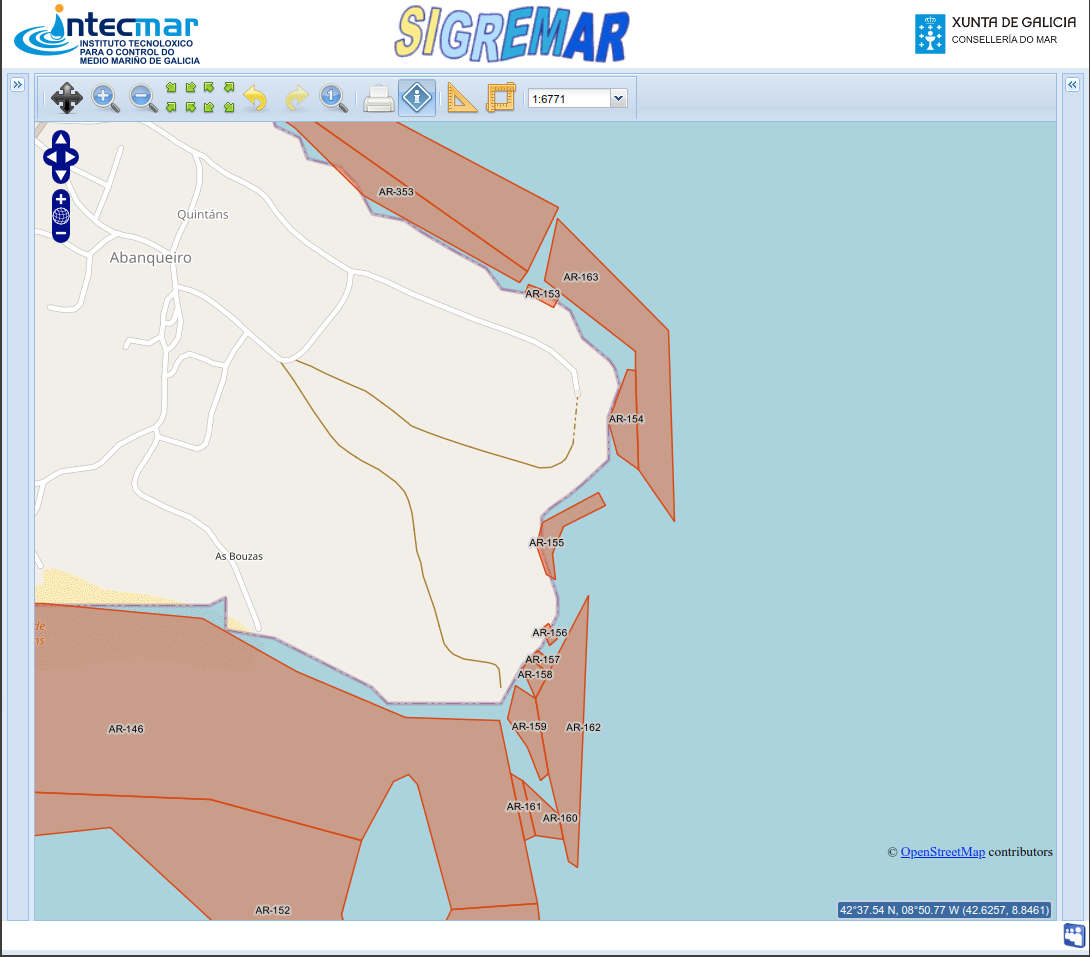 intecmar
INSTITUTO TECNOLOXICO
PARA O CONTROL DO
MEDIO MARIÑO DE GALICIA
SIGREMAR
XUNTA DE GALICIA
CONSELLERÍA DO MAR
1
1:6771
AR-353
Quintáns
Abanqueiro
AR-163
AR-153
AR-154
AR-155
As Bouzas
de
ns
AR-156
AR-157
AR-158
AR-159
AR-162
AR-146
AR-161
AR-160
© OpenStreetMap contributors
AR-152
42°37.54 N, 08°50.77 W (42.6257, 8.8461)